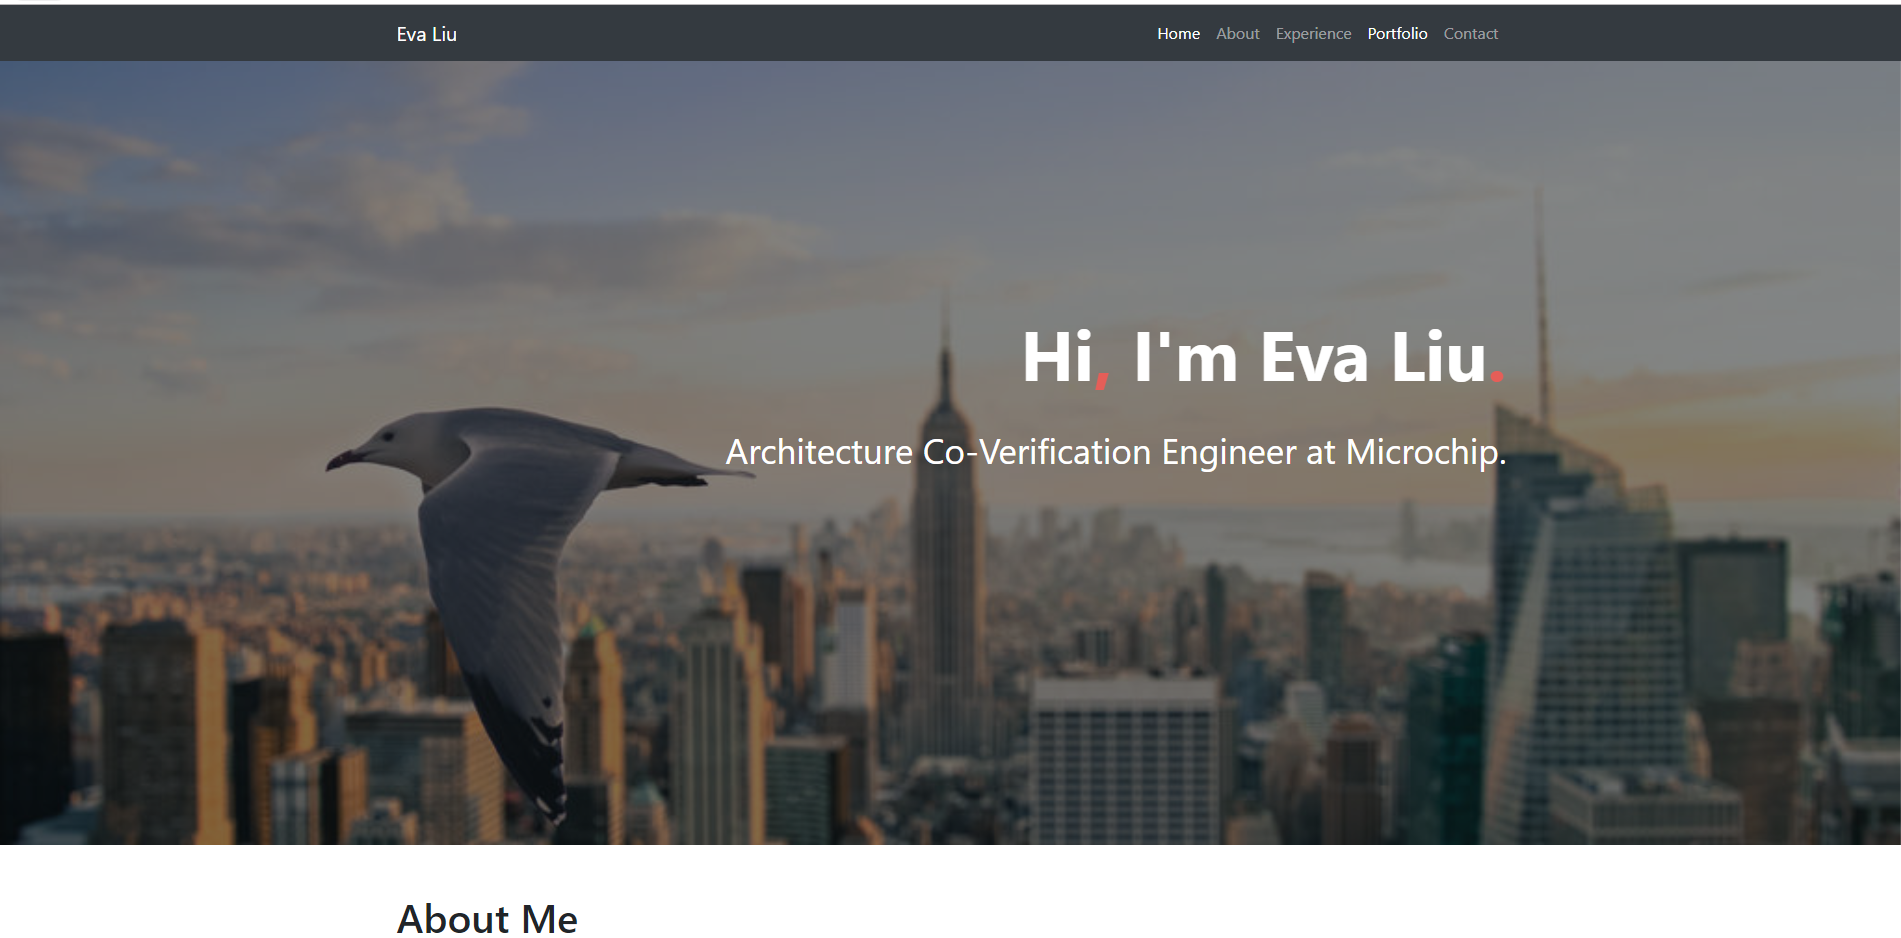 Eva Liu
Home About Experience Portfolio Contact
Hi, I'm Eva Liu.
Architecture Co-Verification Engineer at Microchip.
About Me